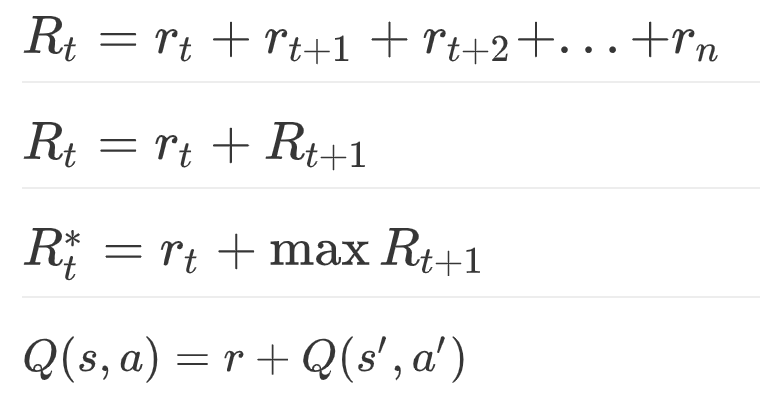 R_t = r_t + r_{t+1} + r_{t+2}+...+r_n
R_t = r_t + R_{t+1}
R_t^* = r_t + max R_{t+1}
Q(s, a) = r + Q(s′, a′)